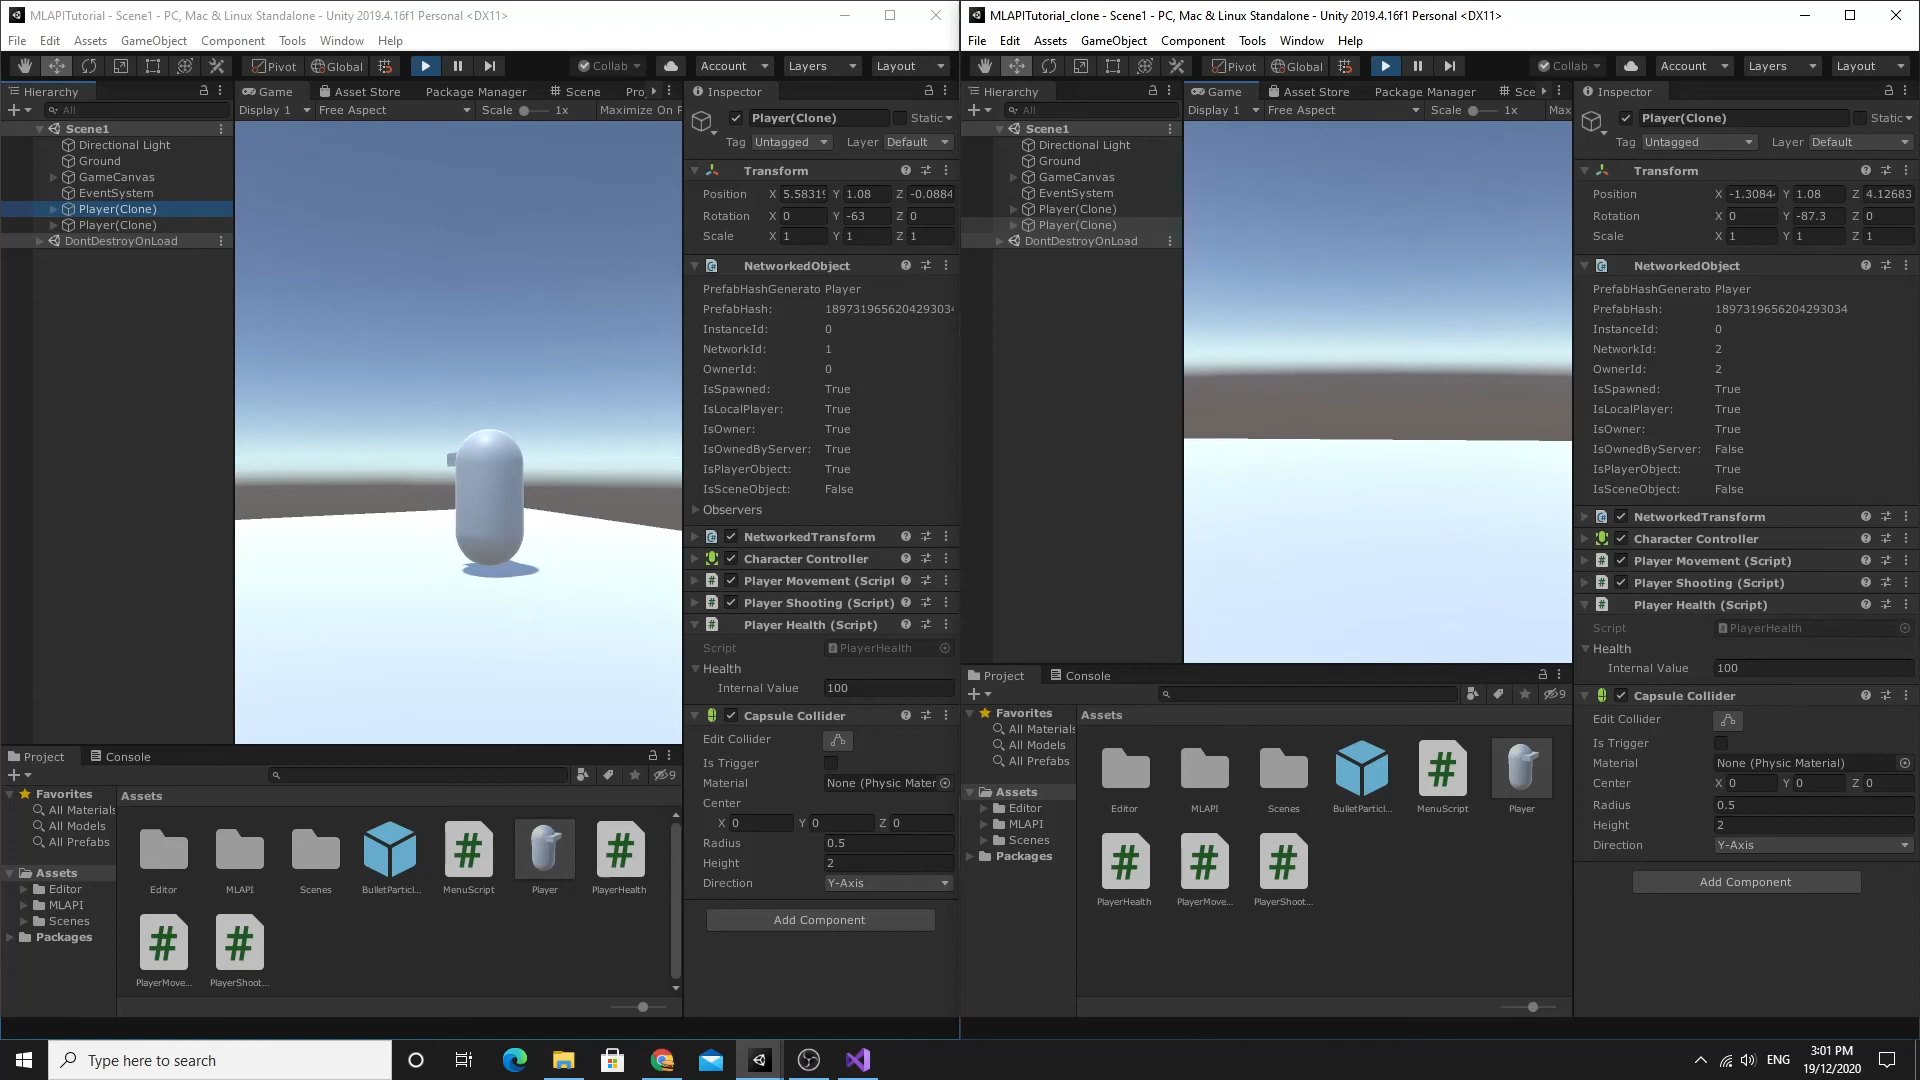 MLAPITutorial - Scene1 - PC, Mac & Linux Standalone - Unity 2019.4.16f1 Personal <DX11>
File Edit Assets GameObject Component Tools Window Help
Pivot Global Collab Account Layers Layout
Hierarchy
All
Scene1
Directional Light
Ground
GameCanvas
EventSystem
Player(Clone)
Player(Clone)
DontDestroyOnLoad
Game Asset Store Package Manager Scene Pro
Display 1 Free Aspect Scale 1x Maximize On P
Inspector
Player(Clone) Static
Tag Untagged Layer Default
Transform
Position X 5.5831 Y 1.08 Z -0.0884
Rotation X 0 Y -63 Z 0
Scale X 1 Y 1 Z 1
NetworkedObject
PrefabHashGenerato Player
PrefabHash: 1897319656204293034
InstanceId: 0
NetworkId: 1
OwnerId: 0
IsSpawned: True
IsLocalPlayer: True
IsOwner: True
IsOwnedByServer: True
IsPlayerObject: True
IsSceneObject: False
Observers
NetworkedTransform
Character Controller
Player Movement (Script
Player Shooting (Script)
Player Health (Script)
Script PlayerHealth
Health
Internal Value 100
Capsule Collider
Edit Collider
Is Trigger
Material None (Physic Mater
Center
X 0 Y 0 Z 0
Radius 0.5
Height 2
Direction Y-Axis
Add Component
Project Console
9
Favorites
All Materials
All Models
All Prefabs
Assets
Editor
MLAPI
Scenes
Packages
Assets
Editor MLAPI Scenes BulletParticl... MenuScript Player PlayerHealth
PlayerMove... PlayerShoot...
MLAPITutorial_clone - Scene1 - PC, Mac & Linux Standalone - Unity 2019.4.16f1 Personal <DX11>
File Edit Assets GameObject Component Tools Window Help
Pivot Global Collab Account Layers Layout
Hierarchy
All
Scene1
Directional Light
Ground
GameCanvas
EventSystem
Player(Clone)
Player(Clone)
DontDestroyOnLoad
Game Asset Store Package Manager Sce
Display 1 Free Aspect Scale 1x Max
Inspector
Player(Clone) Static
Tag Untagged Layer Default
Transform
Position X -1.3084 Y 1.08 Z 4.12683
Rotation X 0 Y -87.3 Z 0
Scale X 1 Y 1 Z 1
NetworkedObject
PrefabHashGenerato Player
PrefabHash: 1897319656204293034
InstanceId: 0
NetworkId: 2
OwnerId: 2
IsSpawned: True
IsLocalPlayer: True
IsOwner: True
IsOwnedByServer: False
IsPlayerObject: True
IsSceneObject: False
NetworkedTransform
Character Controller
Player Movement (Script)
Player Shooting (Script)
Player Health (Script)
Script PlayerHealth
Health
Internal Value 100
Capsule Collider
Edit Collider
Is Trigger
Material None (Physic Material)
Center X 0 Y 0 Z 0
Radius 0.5
Height 2
Direction Y-Axis
Add Component
Project Console
9
Favorites
All Materials
All Models
All Prefabs
Assets
Editor
MLAPI
Scenes
Packages
Assets
Editor MLAPI Scenes BulletParticl... MenuScript Player
PlayerHealth PlayerMove... PlayerShoot...
Type here to search
ENG
3:01 PM
19/12/2020